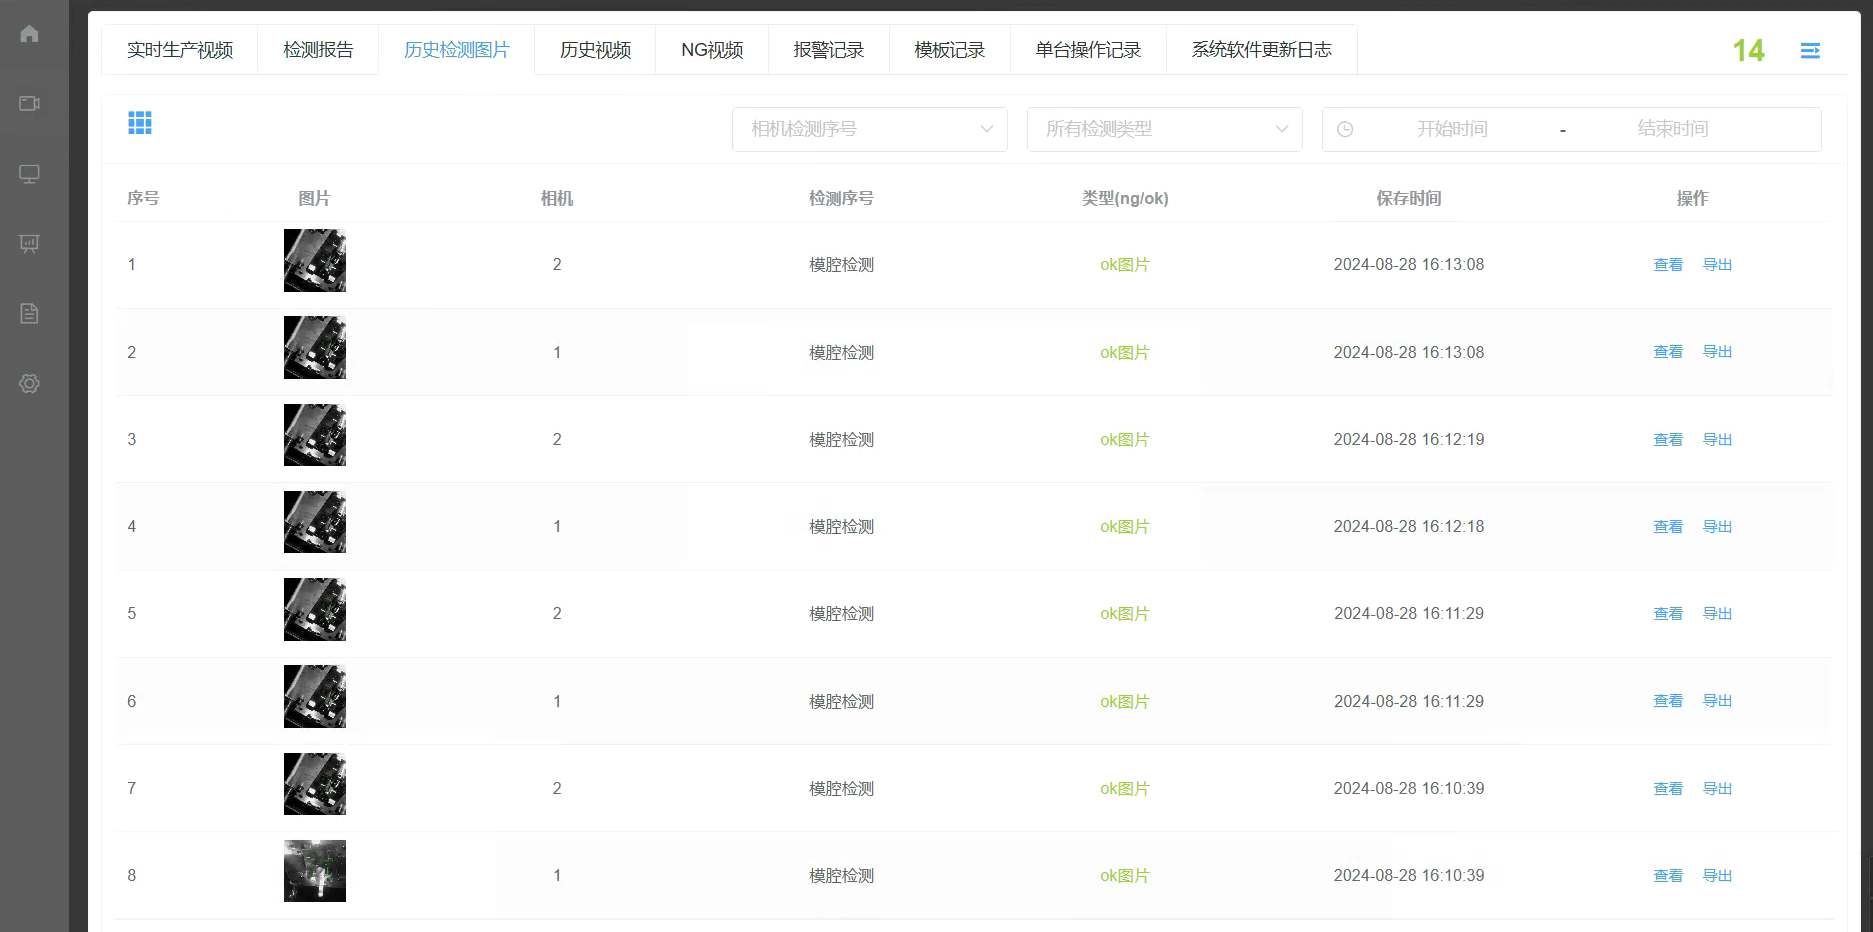 实时生产视频 检测报告 历史检测图片 历史视频 NG视频 报警记录 模板记录 单台操作记录 系统软件更新日志 14
相机检测序号 所有检测类型 开始时间 - 结束时间
序号 图片 相机 检测序号 类型(ng/ok) 保存时间 操作
1 2 模腔检测 ok图片 2024-08-28 16:13:08 查看 导出
2 1 模腔检测 ok图片 2024-08-28 16:13:08 查看 导出
3 2 模腔检测 ok图片 2024-08-28 16:12:19 查看 导出
4 1 模腔检测 ok图片 2024-08-28 16:12:18 查看 导出
5 2 模腔检测 ok图片 2024-08-28 16:11:29 查看 导出
6 1 模腔检测 ok图片 2024-08-28 16:11:29 查看 导出
7 2 模腔检测 ok图片 2024-08-28 16:10:39 查看 导出
8 1 模腔检测 ok图片 2024-08-28 16:10:39 查看 导出